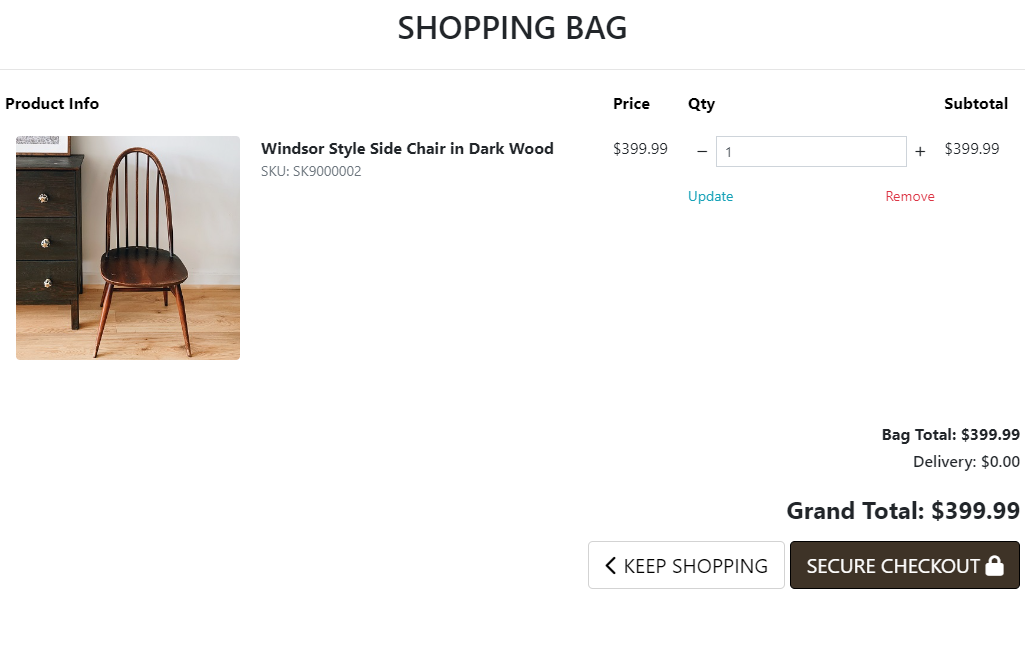 SHOPPING BAG
Product Info Price Qty Subtotal
Windsor Style Side Chair in Dark Wood $399.99 − 1 + $399.99
SKU: SK9000002
Update Remove
Bag Total: $399.99
Delivery: $0.00
Grand Total: $399.99
KEEP SHOPPING SECURE CHECKOUT